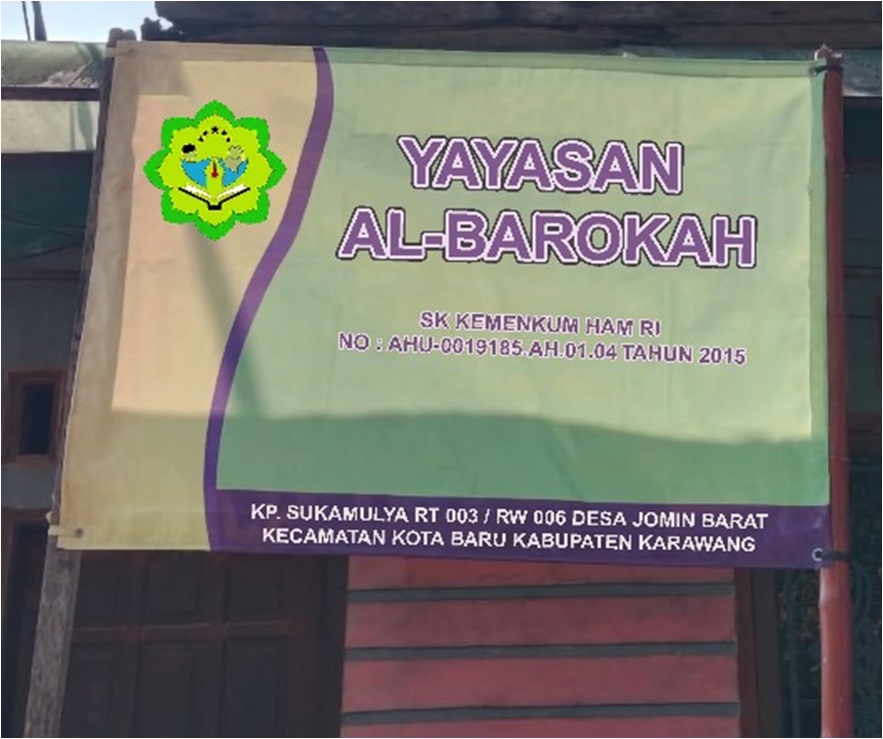 YAYASAN
AL-BAROKAH
SK KEMENKUM HAM RI
NO : AHU-0019185.AH.01.04 TAHUN 2015
KP. SUKAMULYA RT 003 / RW 006 DESA JOMIN BARAT
KECAMATAN KOTA BARU KABUPATEN KARAWANG